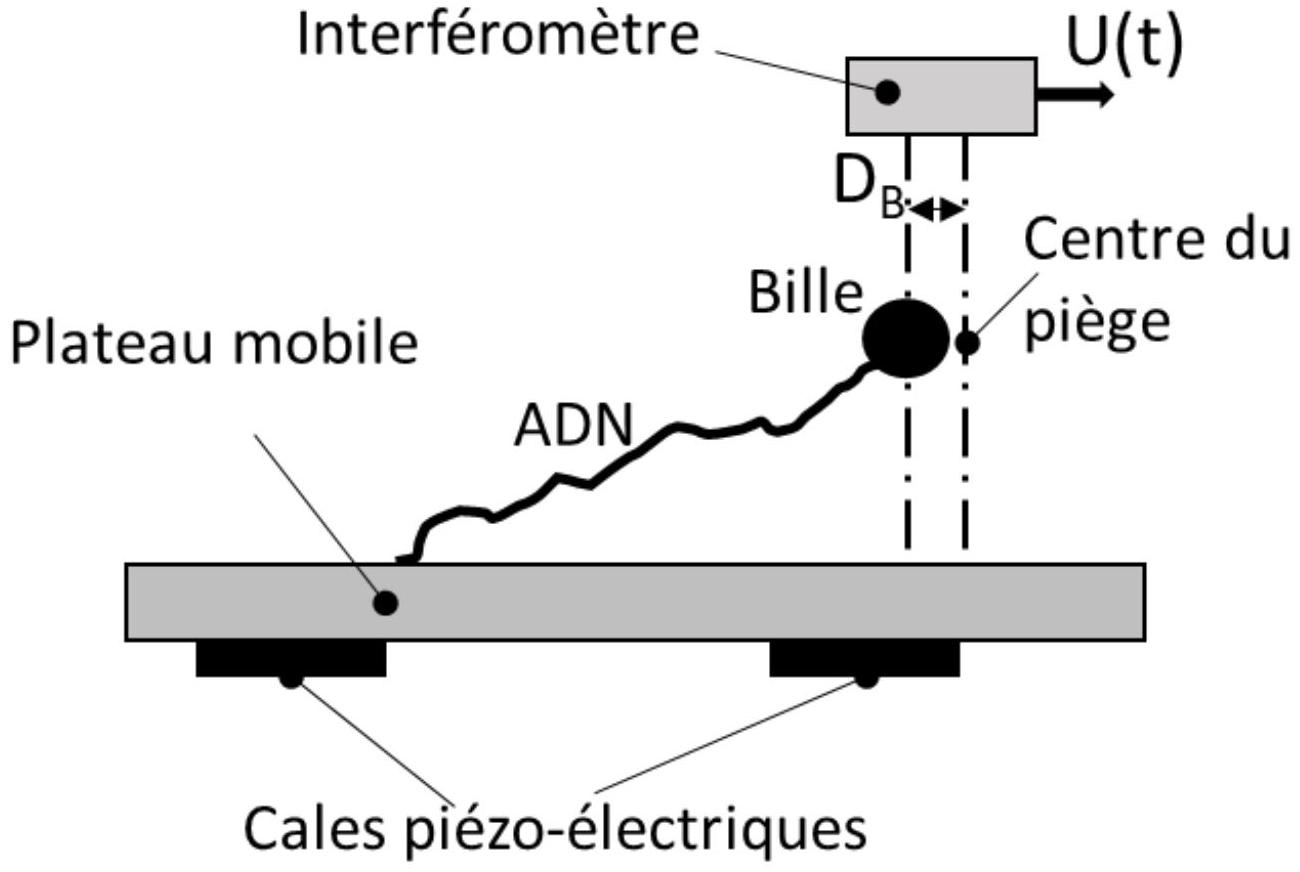 Interféromètre
U(t)
D_B
Centre du
piège
Bille
Plateau mobile
ADN
Cales piézo-électriques